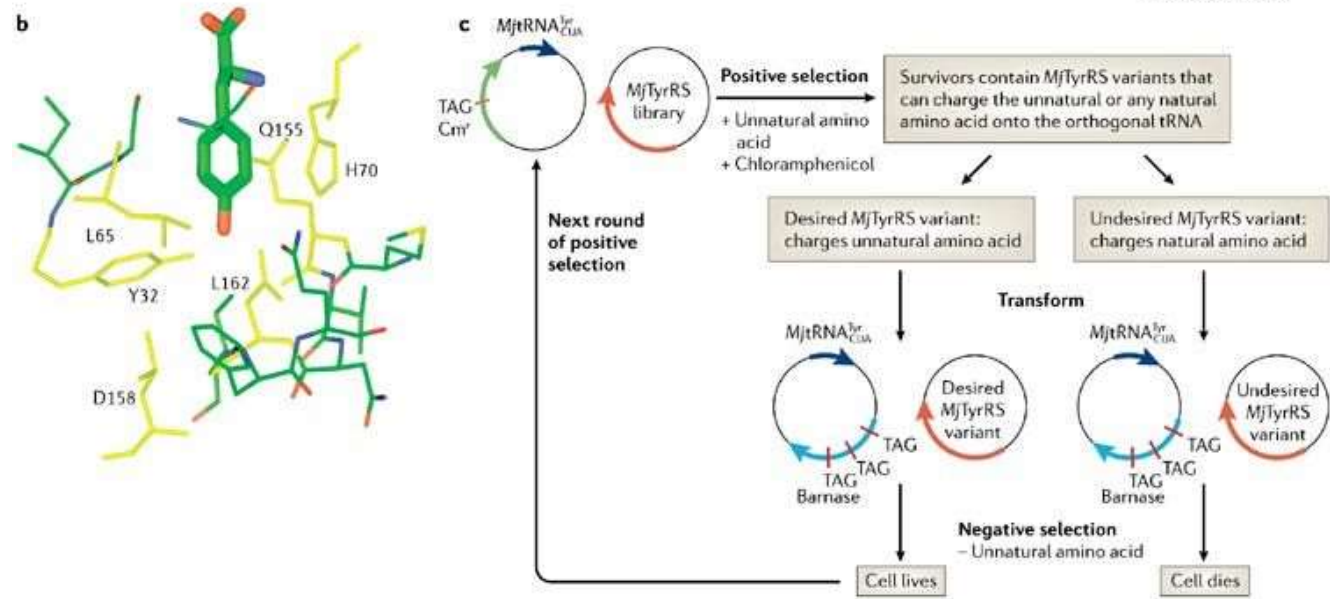 b
Q155
H70
L65
Y32
L162
D158
c
MjtRNA^Tyr_CUA
TAG
Cm^r
MjTyrRS
library
Positive selection
+ Unnatural amino
acid
+ Chloramphenicol
Survivors contain MjTyrRS variants that
can charge the unnatural or any natural
amino acid onto the orthogonal tRNA
Next round
of positive
selection
Desired MjTyrRS variant:
charges unnatural amino acid
Undesired MjTyrRS variant:
charges natural amino acid
Transform
MjtRNA^Tyr_CUA
Desired
MjTyrRS
variant
TAG
TAG
TAG
Barnase
MjtRNA^Tyr_CUA
Undesired
MjTyrRS
variant
TAG
TAG
TAG
Barnase
Negative selection
– Unnatural amino acid
Cell lives
Cell dies